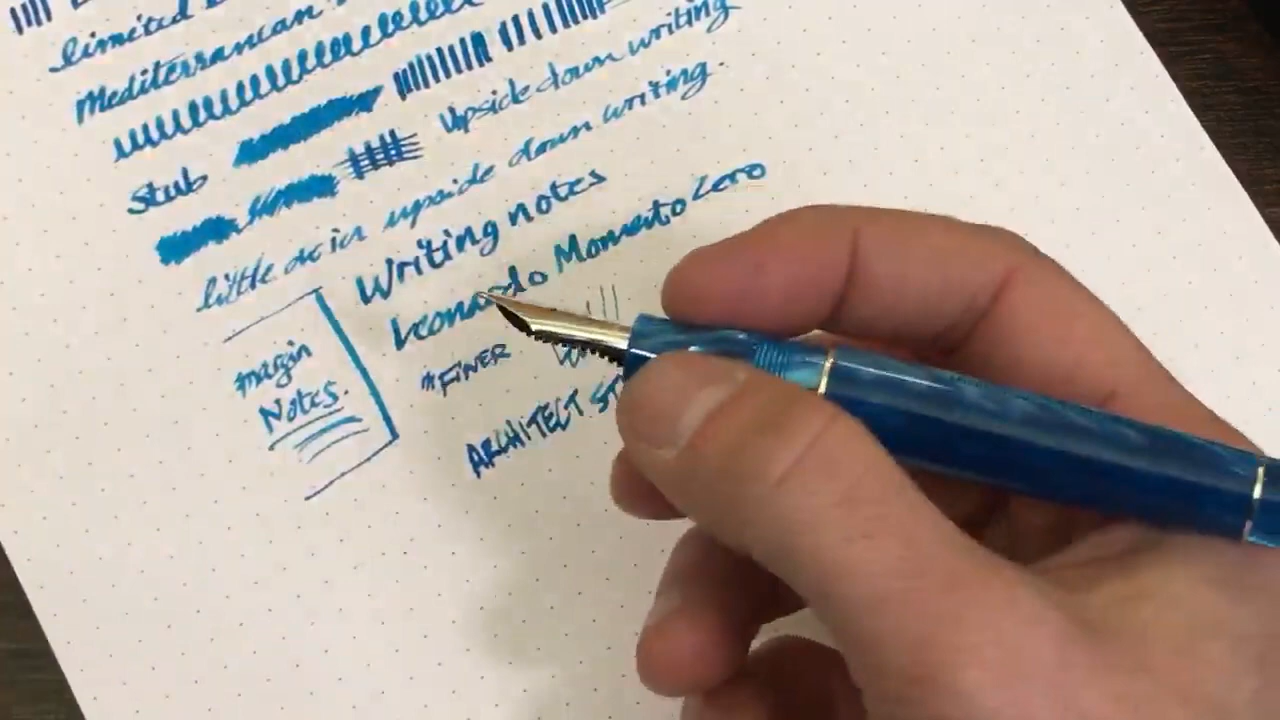 limited
Mediterranean
Stub
Upside down writing
little in upside down writing.
Writing notes
Leonardo Momento Zero
margin
Notes.
"FINER
ARCHITECT ST